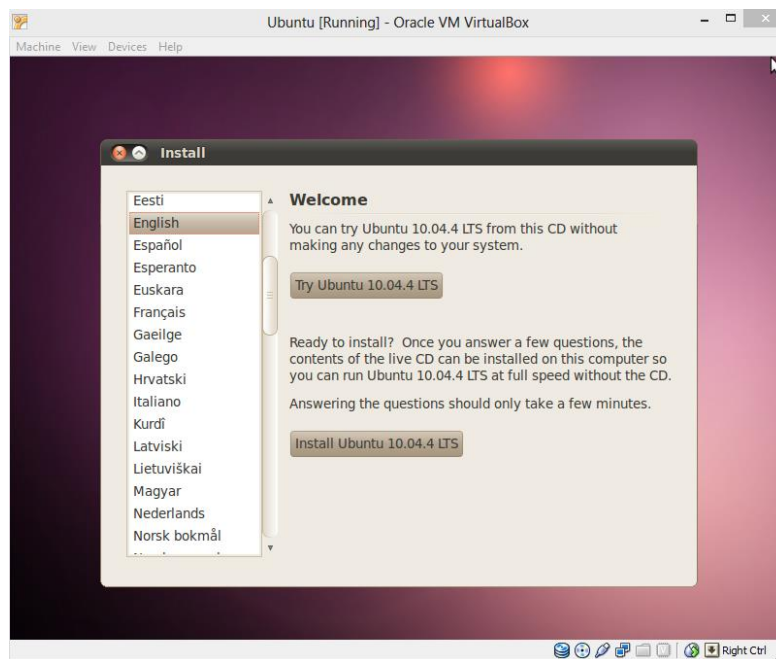 Ubuntu [Running] - Oracle VM VirtualBox
Machine View Devices Help
Install
Eesti
English
Español
Esperanto
Euskara
Français
Gaeilge
Galego
Hrvatski
Italiano
Kurdî
Latviski
Lietuviškai
Magyar
Nederlands
Norsk bokmål
Welcome
You can try Ubuntu 10.04.4 LTS from this CD without
making any changes to your system.
Try Ubuntu 10.04.4 LTS
Ready to install? Once you answer a few questions, the
contents of the live CD can be installed on this computer so
you can run Ubuntu 10.04.4 LTS at full speed without the CD.
Answering the questions should only take a few minutes.
Install Ubuntu 10.04.4 LTS
Right Ctrl